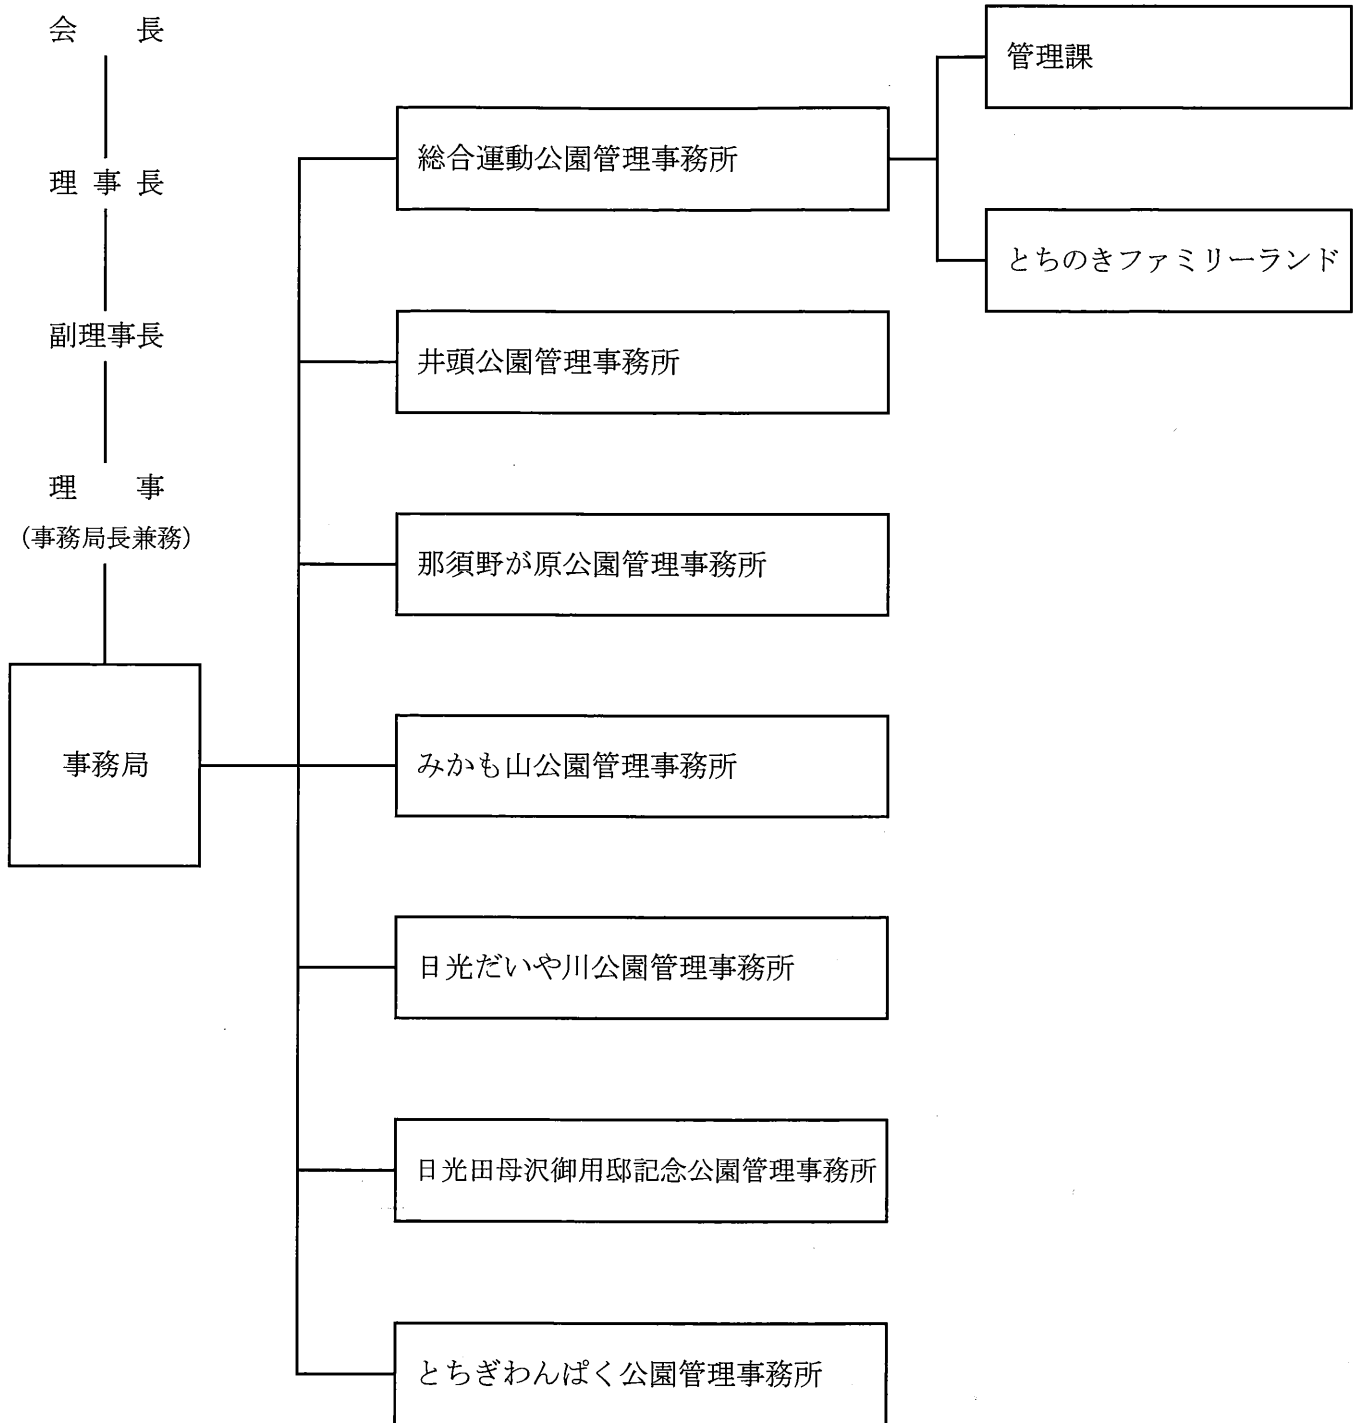 会　　長
理 事 長
副理事長
理　　事
(事務局長兼務)
事務局
総合運動公園管理事務所
管理課
とちのきファミリーランド
井頭公園管理事務所
那須野が原公園管理事務所
みかも山公園管理事務所
日光だいや川公園管理事務所
日光田母沢御用邸記念公園管理事務所
とちぎわんぱく公園管理事務所